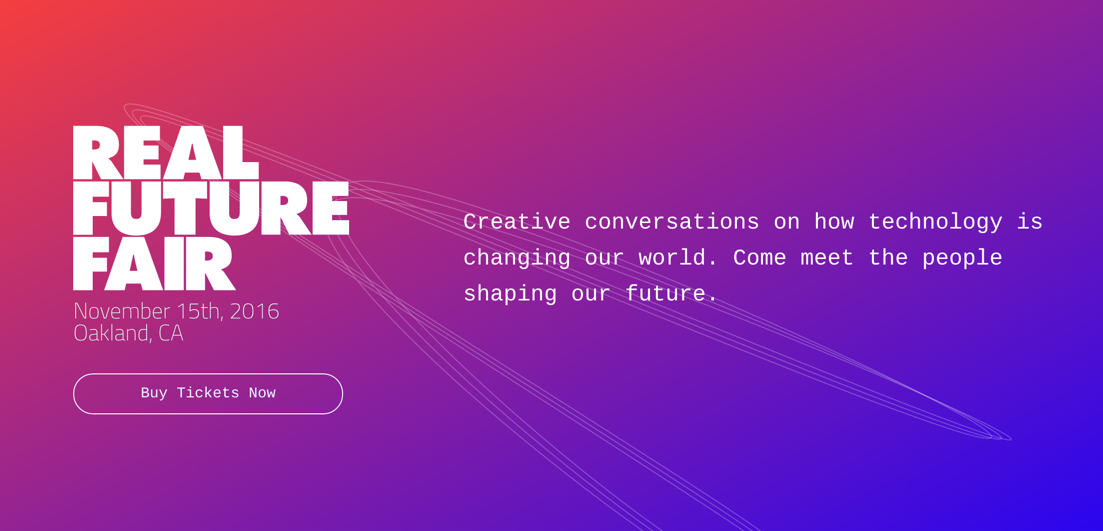 REAL
FUTURE
FAIR
November 15th, 2016
Oakland, CA
Buy Tickets Now
Creative conversations on how technology is
changing our world. Come meet the people
shaping our future.